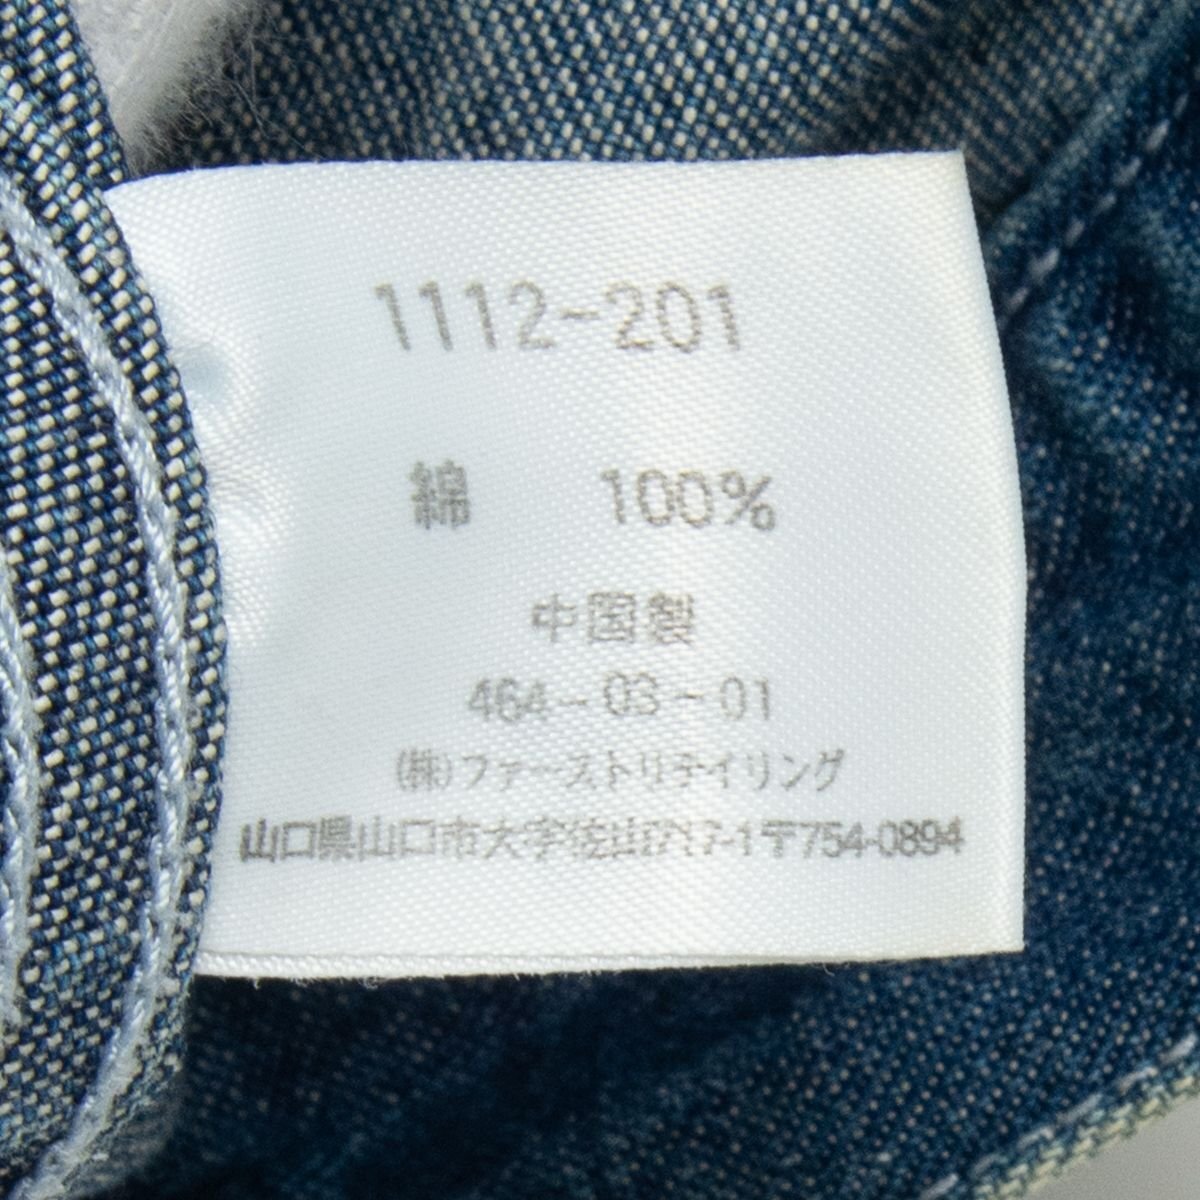 1112-201
綿 100%
中国製
464-03-01
(株)ファーストリテイリング
山口県山口市大字佐山717-1〒754-0894